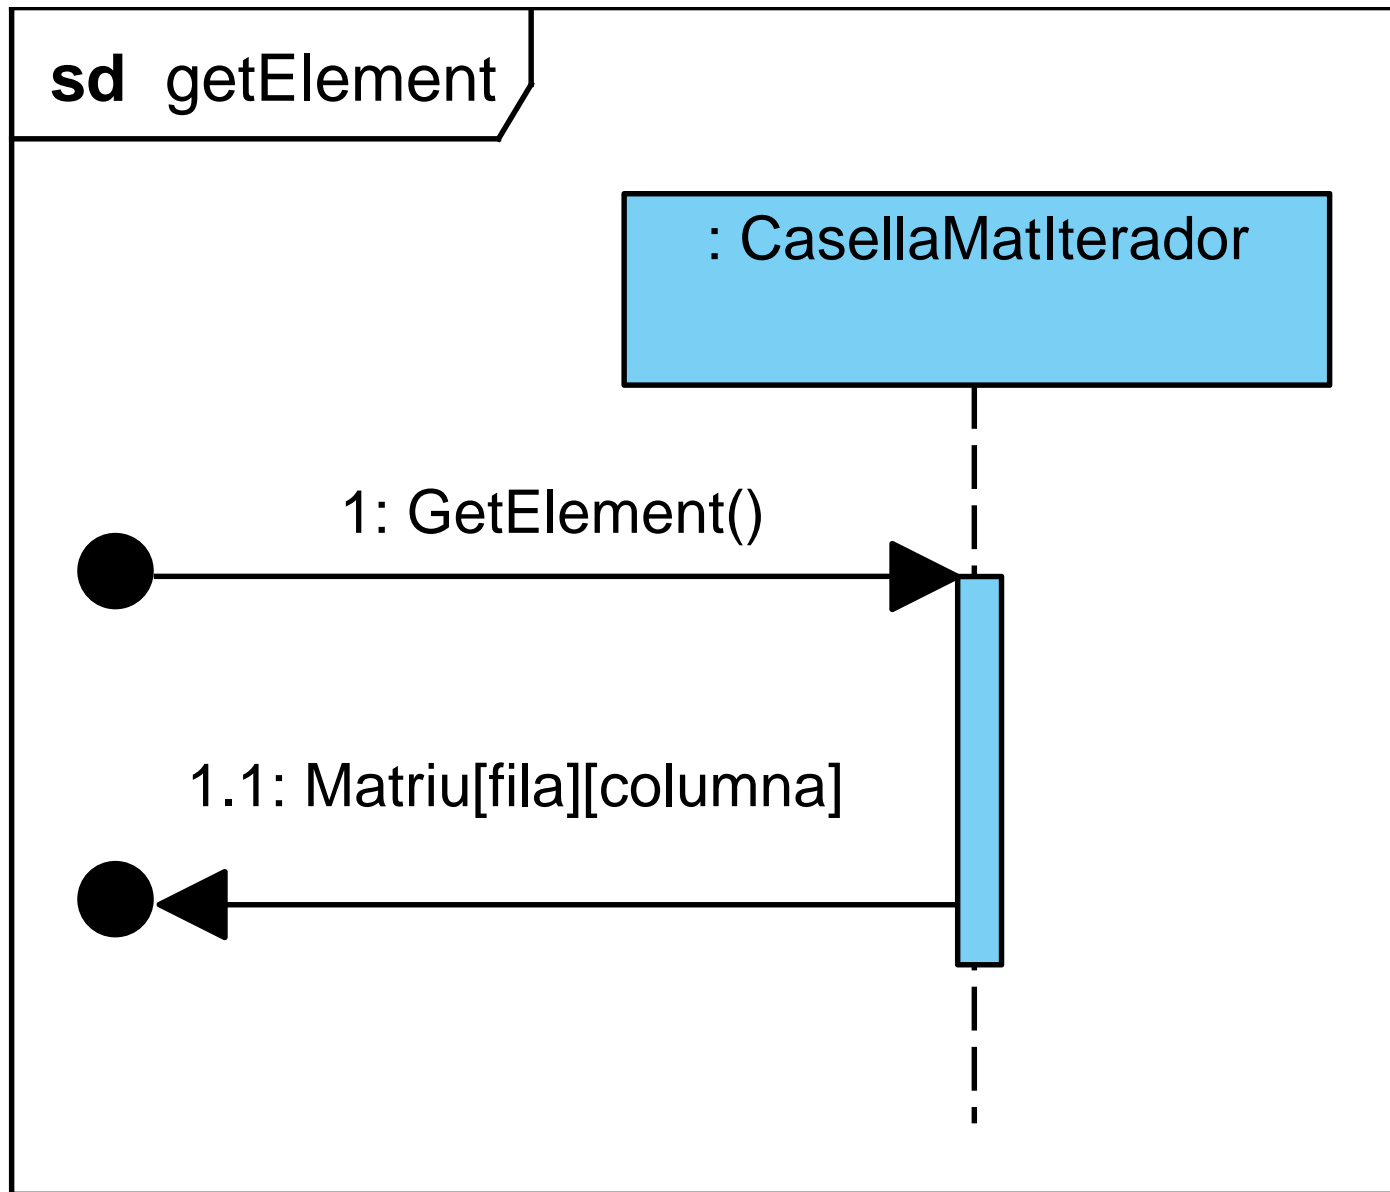 sd getElement
: CasellaMatIterador
1: GetElement()
1.1: Matriu[fila][columna]